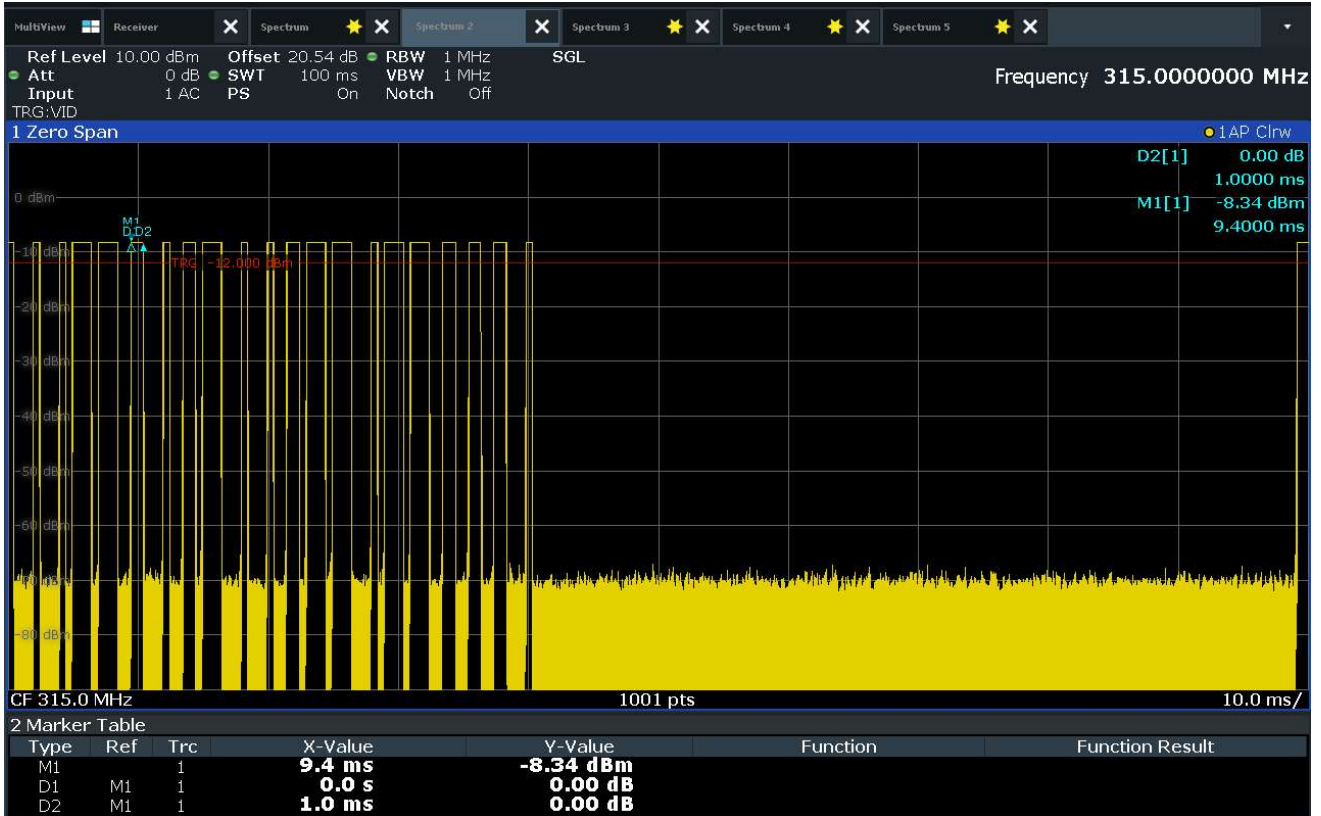 MultiView Receiver Spectrum Spectrum 2 Spectrum 3 Spectrum 4 Spectrum 5
Ref Level 10.00 dBm Offset 20.54 dB RBW 1 MHz SGL
Att 0 dB SWT 100 ms VBW 1 MHz Frequency 315.0000000 MHz
Input 1 AC PS On Notch Off
TRG:VID
1 Zero Span 1AP Clrw
D2[1] 0.00 dB
1.0000 ms
0 dBm M1[1] -8.34 dBm
9.4000 ms
M1
D2
-10 dBm
TRG -12.000 dBm
-20 dBm
-30 dBm
-40 dBm
-50 dBm
-60 dBm
-80 dBm
CF 315.0 MHz 1001 pts 10.0 ms/
2 Marker Table
Type Ref Trc X-Value Y-Value Function Function Result
M1 1 9.4 ms -8.34 dBm
D1 M1 1 0.0 s 0.00 dB
D2 M1 1 1.0 ms 0.00 dB